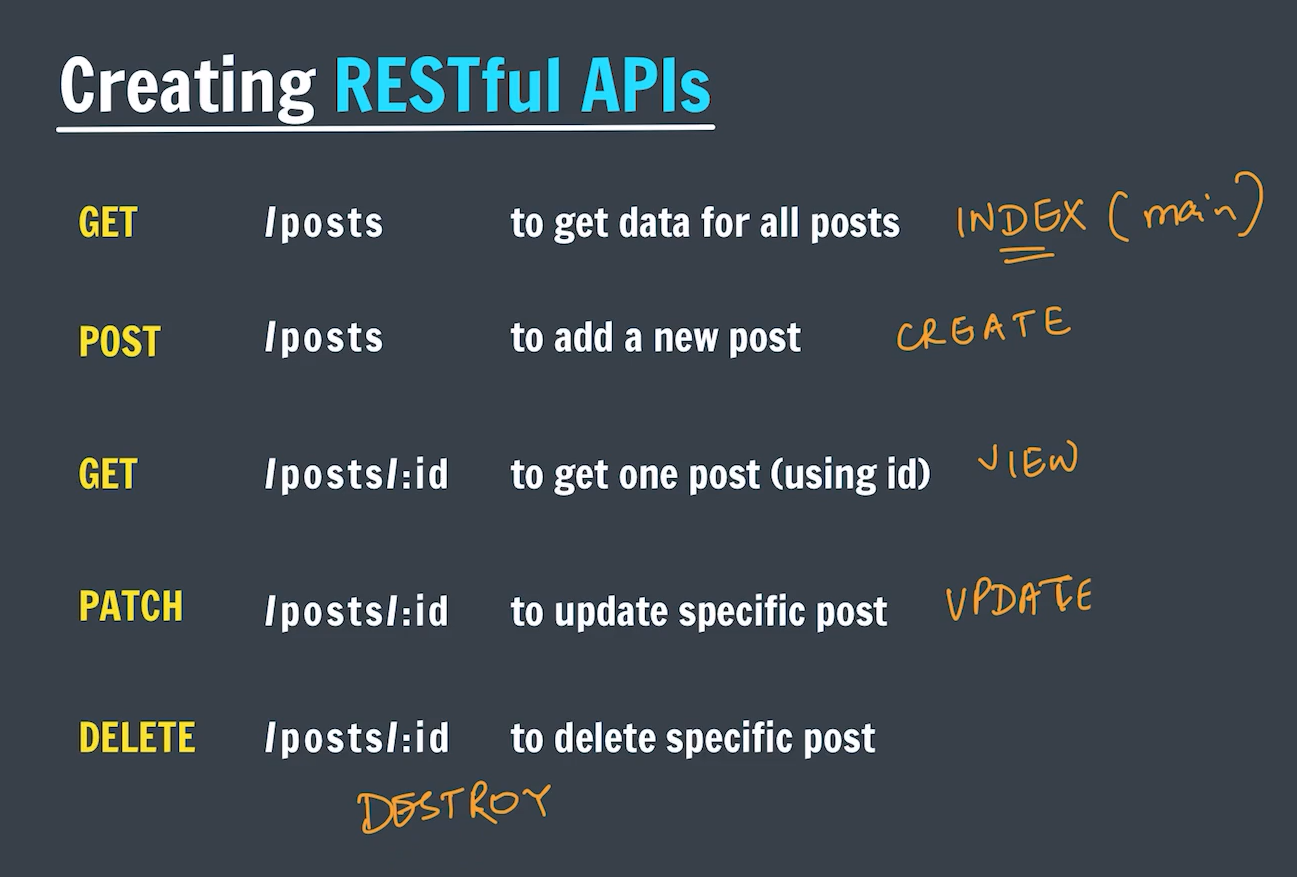 Creating RESTful APIs
GET /posts to get data for all posts INDEX (main)
POST /posts to add a new post CREATE
GET /posts/:id to get one post (using id) VIEW
PATCH /posts/:id to update specific post UPDATE
DELETE /posts/:id to delete specific post
DESTROY